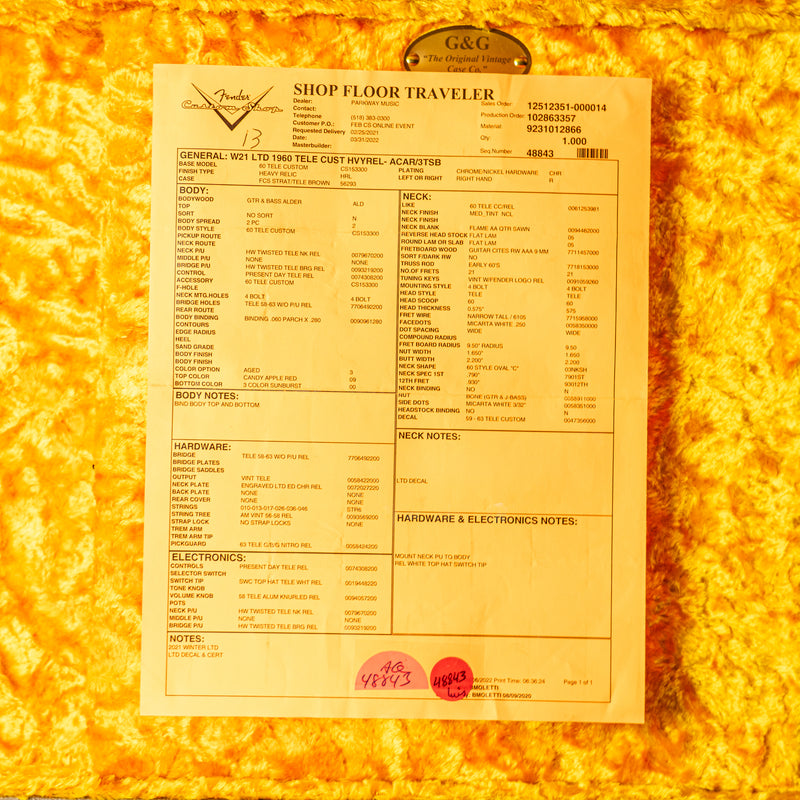 G&G
"The Original Vintage
Case Co."
Fender
Custom Shop
13
SHOP FLOOR TRAVELER
Dealer: PARKWAY MUSIC
Contact:
Telephone (518) 383-0300
Customer P.O.: FEB CS ONLINE EVENT
Requested Delivery 02/25/2021
Date: 03/31/2022
Masterbuilder:
Sales Order: 12512351-000014
Production Order: 102863357
Material: 9231012866
Qty 1.000
Seq Number 48843
GENERAL: W21 LTD 1960 TELE CUST HVYREL- ACAR/3TSB
BASE MODEL 60 TELE CUSTOM CS153300
FINISH TYPE HEAVY RELIC HRL
CASE FCS STRAT/TELE BROWN 56293
PLATING CHROME/NICKEL HARDWARE CHR
LEFT OR RIGHT RIGHT HAND R
BODY:
BODYWOOD GTR & BASS ALDER ALD
TOP
SORT NO SORT N
BODY SPREAD 2 PC 2
BODY STYLE 60 TELE CUSTOM CS153300
PICKUP ROUTE
NECK ROUTE
NECK P/U HW TWISTED TELE NK REL 0079670200
MIDDLE P/U NONE NONE
BRIDGE P/U HW TWISTED TELE BRG REL 0093219200
CONTROL PRESENT DAY TELE REL 0074308200
ACCESSORY 60 TELE CUSTOM CS153300
F-HOLE
NECK MTG.HOLES 4 BOLT 4 BOLT
BRIDGE HOLES TELE 58-63 W/O P/U REL 7706492200
REAR ROUTE
BODY BINDING BINDING .060 PARCH X .260 0090961280
CONTOURS
EDGE RADIUS
HEEL
SAND GRADE
BODY FINISH
BODY FINISH
COLOR OPTION AGED 3
TOP COLOR CANDY APPLE RED 09
BOTTOM COLOR 3 COLOR SUNBURST 00
BODY NOTES:
BIND BODY TOP AND BOTTOM
HARDWARE:
BRIDGE TELE 58-63 W/O P/U REL 7706492200
BRIDGE PLATES
BRIDGE SADDLES
OUTPUT VINT TELE 0058422000
NECK PLATE ENGRAVED LTD ED CHR REL 0072027220
BACK PLATE NONE NONE
REAR COVER NONE NONE
STRINGS 010-013-017-026-036-046 STR6
STRING TREE AM VINT 56-58 REL 0093569200
STRAP LOCK NO STRAP LOCKS NONE
TREM ARM
TREM ARM TIP
PICKGUARD 63 TELE G/B/G NITRO REL 0058424200
ELECTRONICS:
CONTROLS PRESENT DAY TELE REL 0074308200
SELECTOR SWITCH
SWITCH TIP SWC TOP HAT TELE WHT REL 0019448220
TONE KNOB
VOLUME KNOB 58 TELE ALUM KNURLED REL 0094057200
POTS
NECK P/U HW TWISTED TELE NK REL 0079670200
MIDDLE P/U NONE NONE
BRIDGE P/U HW TWISTED TELE BRG REL 0093219200
NECK:
LIKE 60 TELE CC/REL 0061253981
NECK FINISH MED_TINT NCL
NECK FINISH
NECK BLANK FLAME AA QTR SAWN 0094462000
REVERSE HEAD STOCK FLAT LAM 05
ROUND LAM OR SLAB FLAT LAM 05
FRETBOARD WOOD GUITAR CITES RW AAA 9 MM 7711457000
SORT F/DARK RW NO
TRUSS ROD EARLY 60'S 7718153000
NO.OF FRETS 21 21
TUNING KEYS VINT W/FENDER LOGO REL 0091059260
MOUNTING STYLE 4 BOLT 4 BOLT
HEAD STYLE TELE TELE
HEAD SCOOP 60 60
HEAD THICKNESS 0.575" 575
FRET WIRE NARROW TALL / 6105 7715068000
FACEDOTS MICARTA WHITE .250 0058350000
DOT SPACING WIDE WIDE
COMPOUND RADIUS
FRET BOARD RADIUS 9.50" RADIUS 9.50
NUT WIDTH 1.650" 1.650
BUTT WIDTH 2.200" 2.200
NECK SHAPE 60 STYLE OVAL "C" 03NKSH
NECK SPEC 1ST .790" 7901ST
12TH FRET .930" 93012TH
NECK BINDING NO N
NUT BONE (GTR & J-BASS) 0058911000
SIDE DOTS MICARTA WHITE 3/32" 0058351000
HEADSTOCK BINDING NO N
DECAL 59 - 63 TELE CUSTOM 0047356000
NECK NOTES:
LTD DECAL
HARDWARE & ELECTRONICS NOTES:
MOUNT NECK PU TO BODY
REL WHITE TOP HAT SWITCH TIP
NOTES:
2021 WINTER LTD
LTD DECAL & CERT
ACG
48843
48843
Print Time: 06:36:24
Page 1 of 1
BMOLETTI
BMOLETTI 08/09/2020